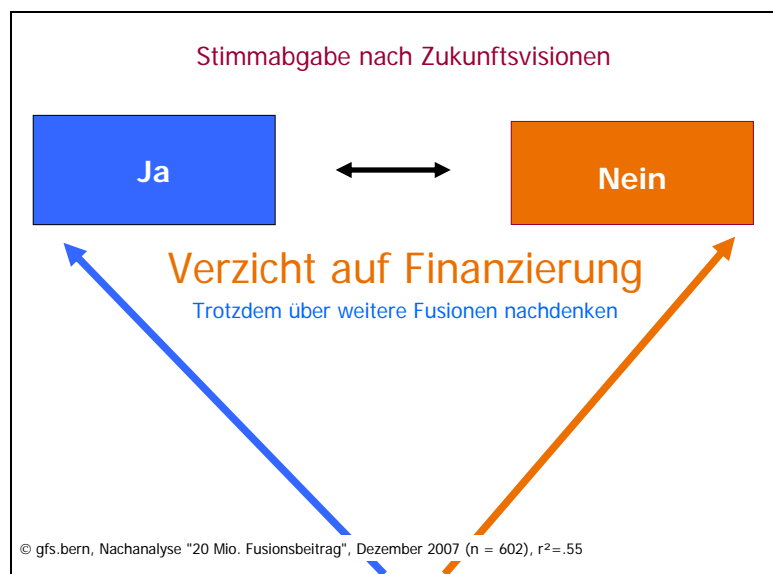 Stimmabgabe nach Zukunftsvisionen
Ja
Nein
Verzicht auf Finanzierung
Trotzdem über weitere Fusionen nachdenken
© gfs.bern, Nachanalyse "20 Mio. Fusionsbeitrag", Dezember 2007 (n = 602), r²=.55